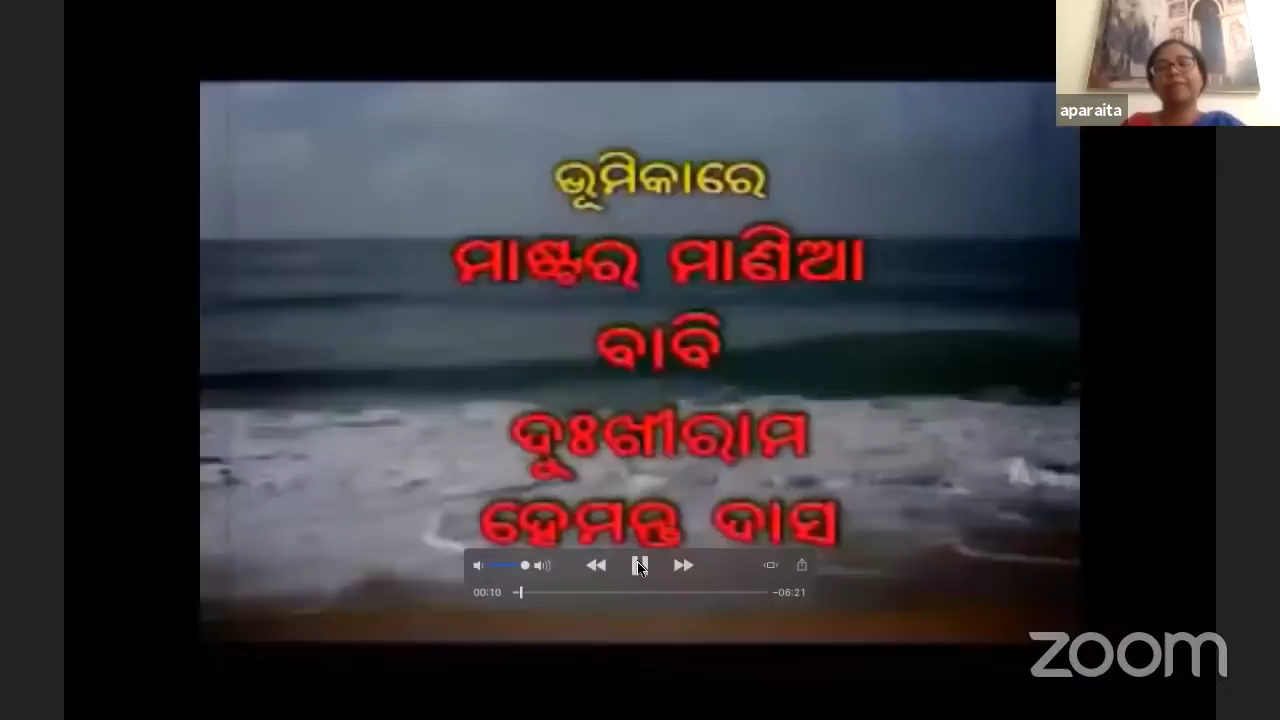 aparaita
ଭୂମିକାରେ
ମାଷ୍ଟର ମାଣିଆ
ବାବି
ଦୁଃଖୀରାମ
ହେମନ୍ତ ଦାସ
00:10 -06:21
zoom